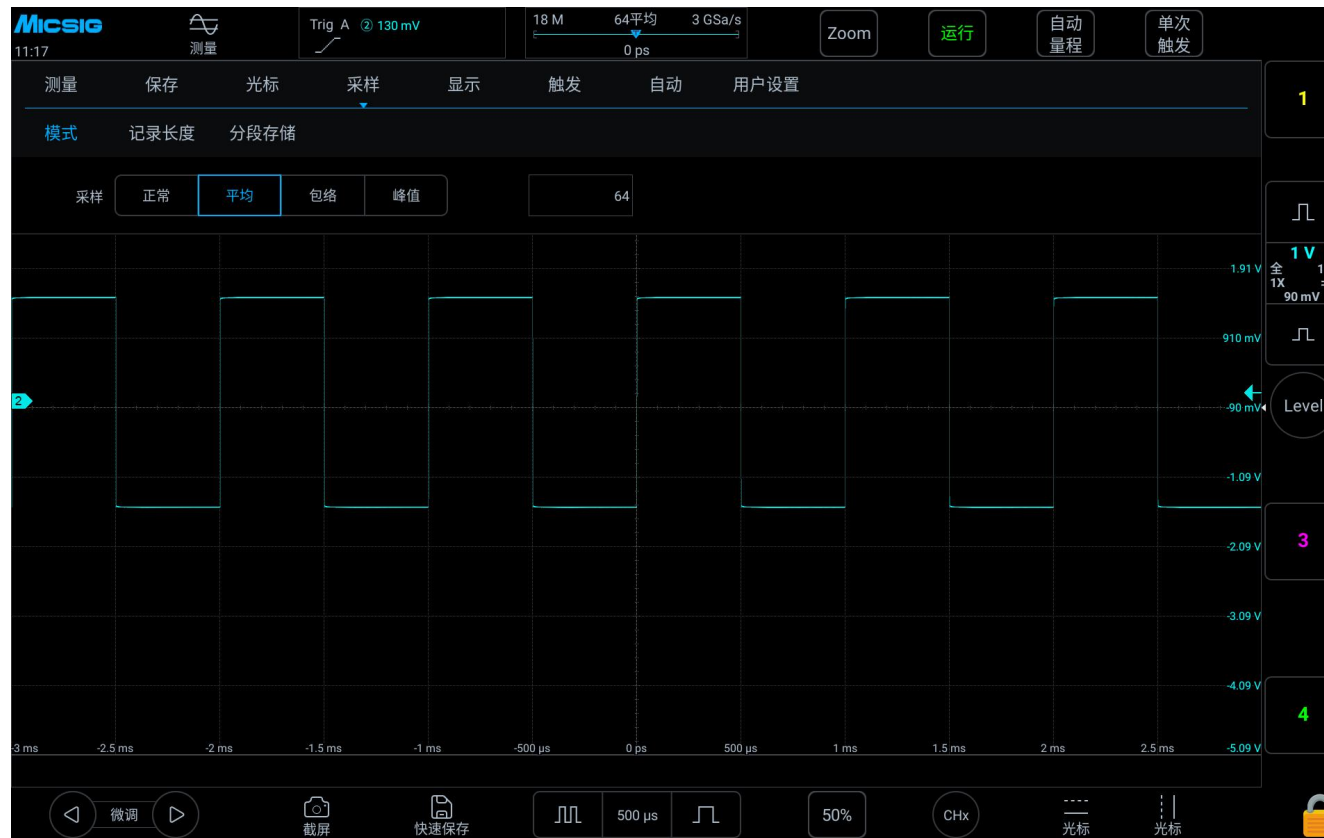 Micsig
11:17
测量
Trig A ② 130 mV
18 M 64平均 3 GSa/s
0 ps
Zoom
运行
自动
量程
单次
触发
测量 保存 光标 采样 显示 触发 自动 用户设置
模式 记录长度 分段存储
采样 正常 平均 包络 峰值 64
1
1 V
全 1
1X
90 mV
Level
3
4
1.91 V
910 mV
2
-90 mV
-1.09 V
-2.09 V
-3.09 V
-4.09 V
-5.09 V
-3 ms -2.5 ms -2 ms -1.5 ms -1 ms -500 μs 0 ps 500 μs 1 ms 1.5 ms 2 ms 2.5 ms
微调
截屏
快速保存
500 μs
50%
CHx
光标
光标